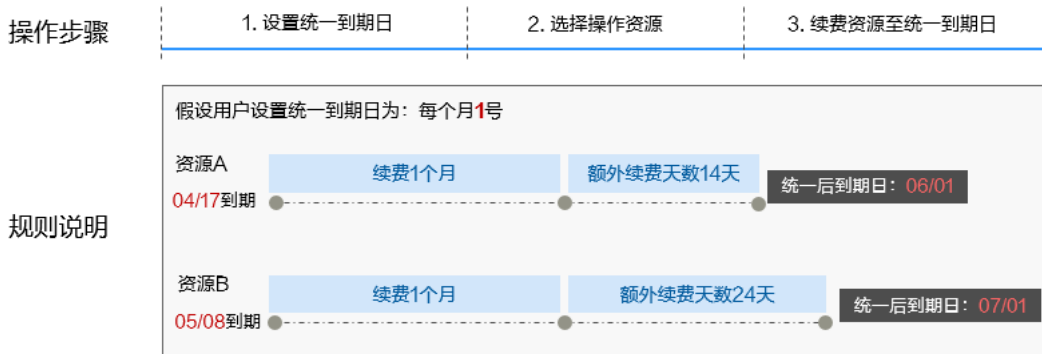 操作步骤
1. 设置统一到期日
2. 选择操作资源
3. 续费资源至统一到期日
规则说明
假设用户设置统一到期日为：每个月1号
资源A
04/17到期
续费1个月
额外续费天数14天
统一后到期日：06/01
资源B
05/08到期
续费1个月
额外续费天数24天
统一后到期日：07/01